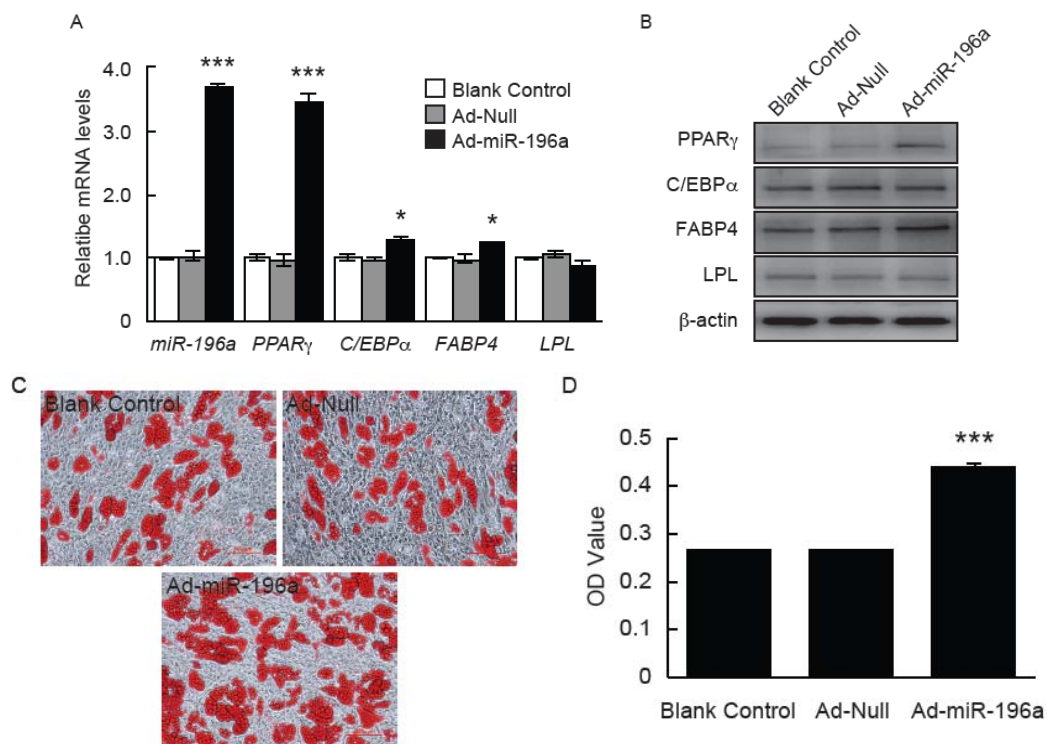 A
Relatibe mRNA levels
4.0
3.0
2.0
1.0
0
***
***
*
*
Blank Control
Ad-Null
Ad-miR-196a
miR-196a PPARγ C/EBPα FABP4 LPL
B
Blank Control
Ad-Null
Ad-miR-196a
PPARγ
C/EBPα
FABP4
LPL
β-actin
C
Blank Control
Ad-Null
Ad-miR-196a
D
OD Value
0.5
0.4
0.3
0.2
0.1
0
***
Blank Control Ad-Null Ad-miR-196a